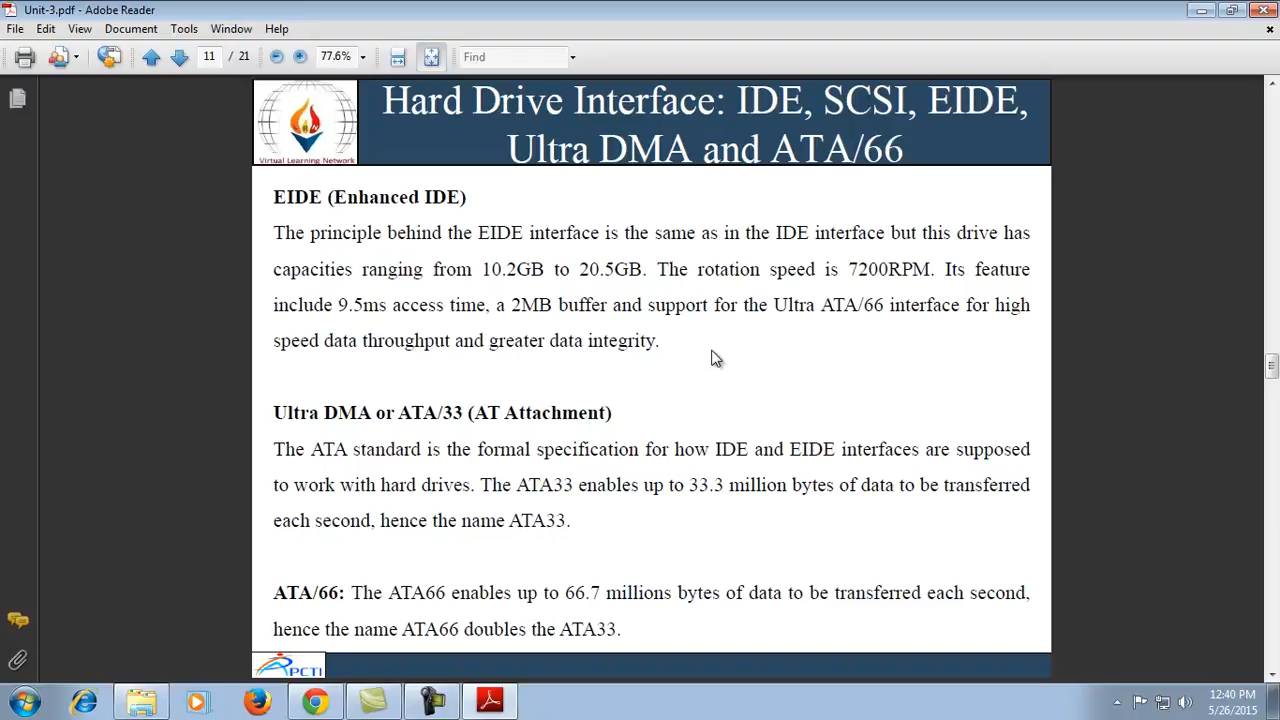 Unit-3.pdf - Adobe Reader
File Edit View Document Tools Window Help
11 / 21 77.6% Find
Hard Drive Interface: IDE, SCSI, EIDE,
Ultra DMA and ATA/66
Virtual Learning Network
EIDE (Enhanced IDE)
The principle behind the EIDE interface is the same as in the IDE interface but this drive has
capacities ranging from 10.2GB to 20.5GB. The rotation speed is 7200RPM. Its feature
include 9.5ms access time, a 2MB buffer and support for the Ultra ATA/66 interface for high
speed data throughput and greater data integrity.
Ultra DMA or ATA/33 (AT Attachment)
The ATA standard is the formal specification for how IDE and EIDE interfaces are supposed
to work with hard drives. The ATA33 enables up to 33.3 million bytes of data to be transferred
each second, hence the name ATA33.
ATA/66: The ATA66 enables up to 66.7 millions bytes of data to be transferred each second,
hence the name ATA66 doubles the ATA33.
PCTI
12:40 PM
5/26/2015